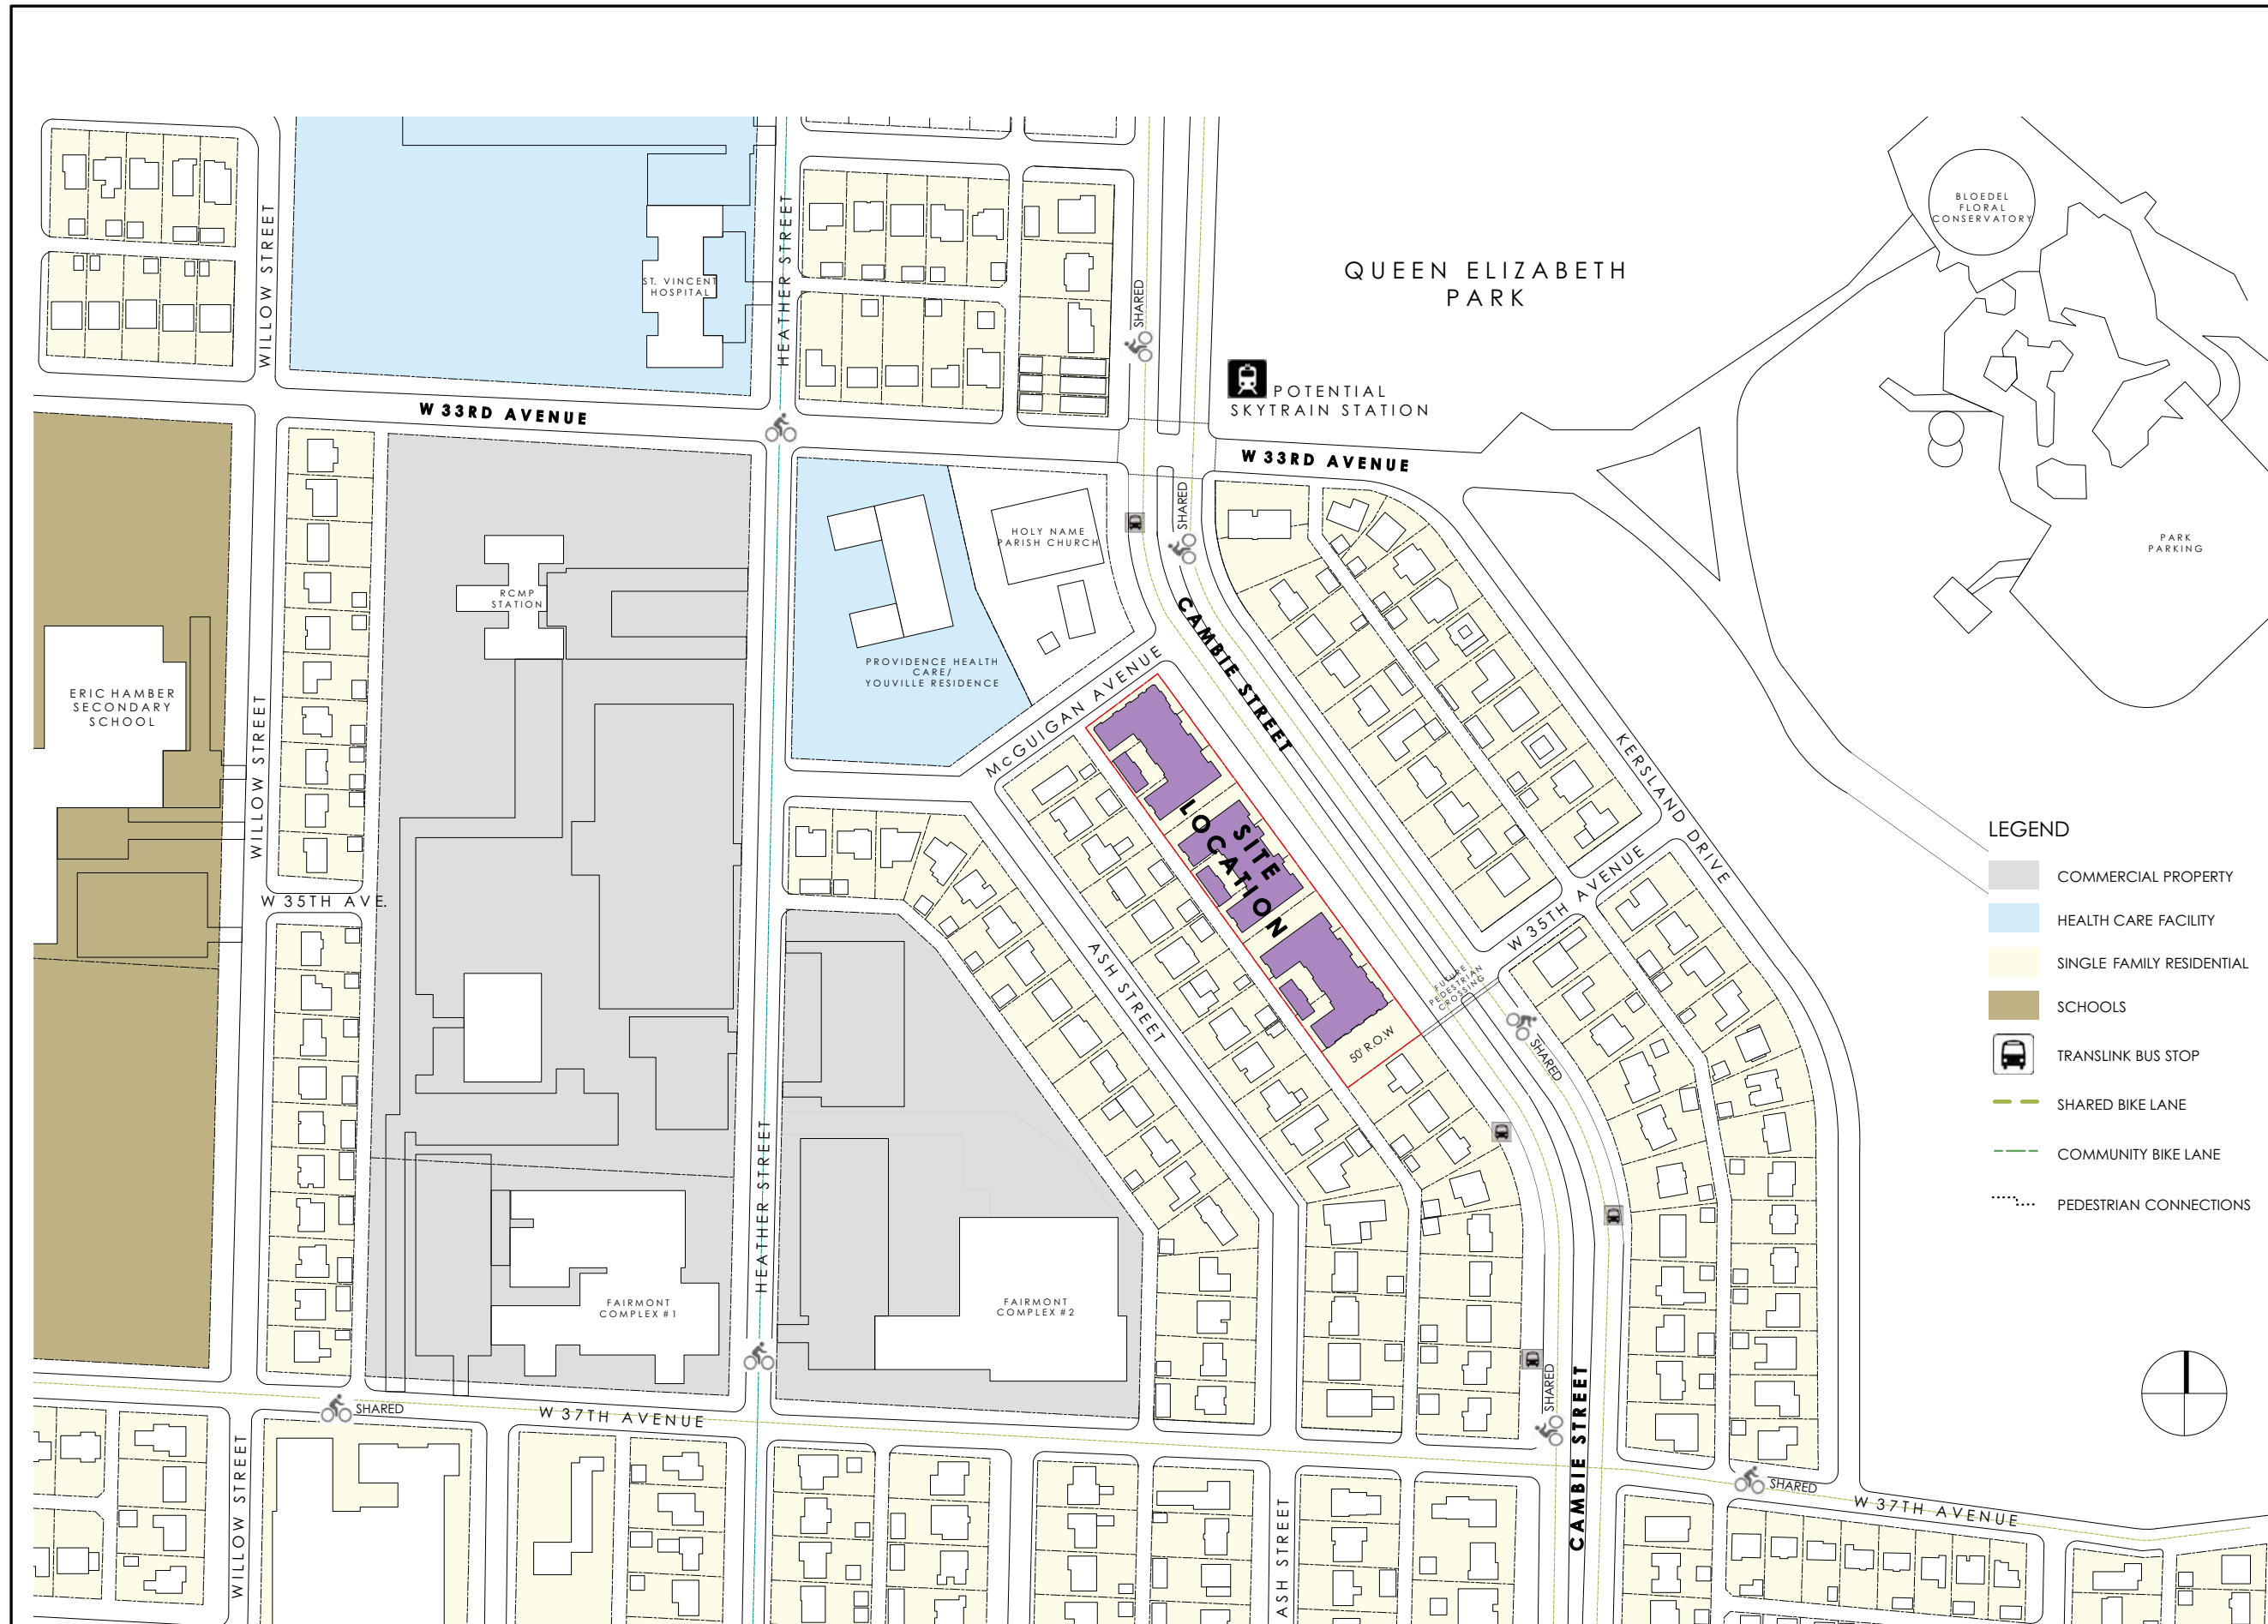 BLOEDEL
FLORAL
CONSERVATORY
WILLOW STREET
HEATHER STREET
ST. VINCENT
HOSPITAL
SHARED
QUEEN ELIZABETH
PARK
POTENTIAL
SKYTRAIN STATION
W 33RD AVENUE
W 33RD AVENUE
SHARED
HOLY NAME
PARISH CHURCH
PARK
PARKING
RCMP
STATION
CAMBIE STREET
PROVIDENCE HEALTH
CARE/
YOUVILLE RESIDENCE
McGUIGAN AVENUE
ERIC HAMBER
SECONDARY
SCHOOL
WILLOW STREET
KERSLAND DRIVE
SITE
LOCATION
W 35TH AVE.
W 35TH AVENUE
ASH STREET
FUTURE
PEDESTRIAN
CROSSING
50' R.O.W
SHARED
LEGEND
COMMERCIAL PROPERTY
HEALTH CARE FACILITY
SINGLE FAMILY RESIDENTIAL
SCHOOLS
TRANSLINK BUS STOP
SHARED BIKE LANE
COMMUNITY BIKE LANE
PEDESTRIAN CONNECTIONS
HEATHER STREET
FAIRMONT
COMPLEX #1
FAIRMONT
COMPLEX #2
SHARED
CAMBIE STREET
SHARED
W 37TH AVENUE
SHARED
W 37TH AVENUE
WILLOW STREET
ASH STREET